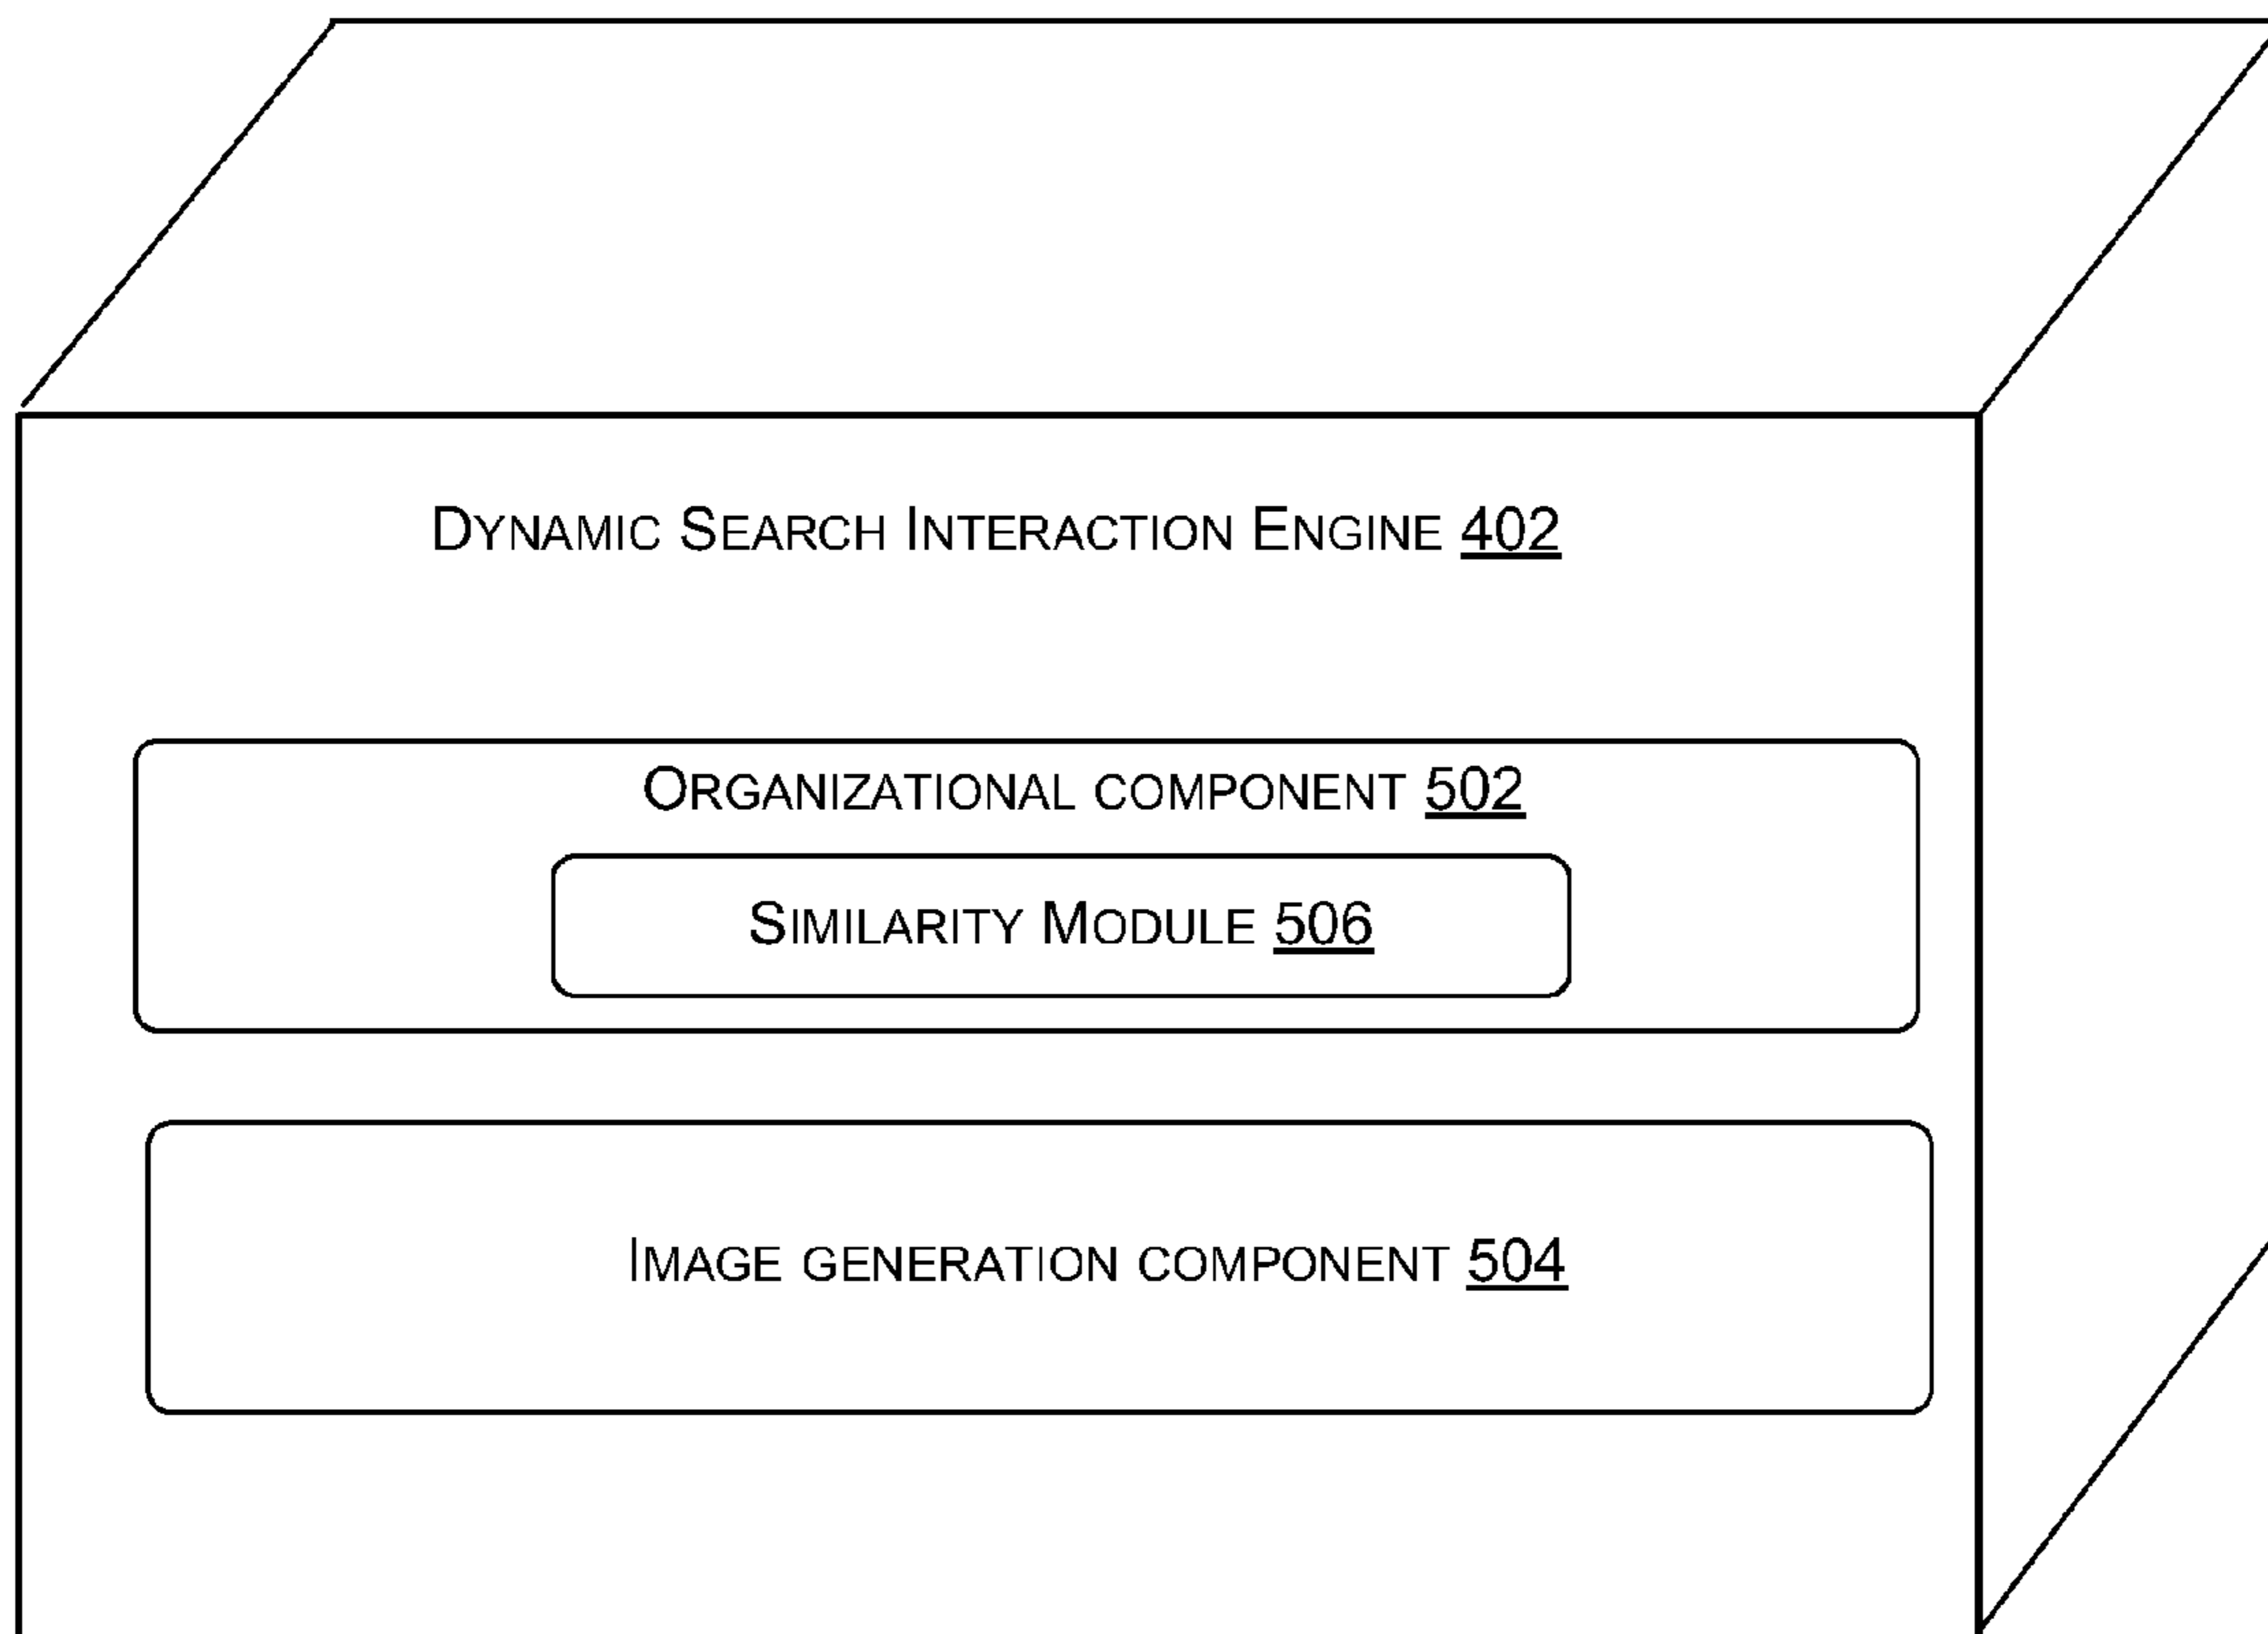 Dynamic Search Interaction Engine 402
Organizational component 502
Similarity Module 506
Image generation component 504